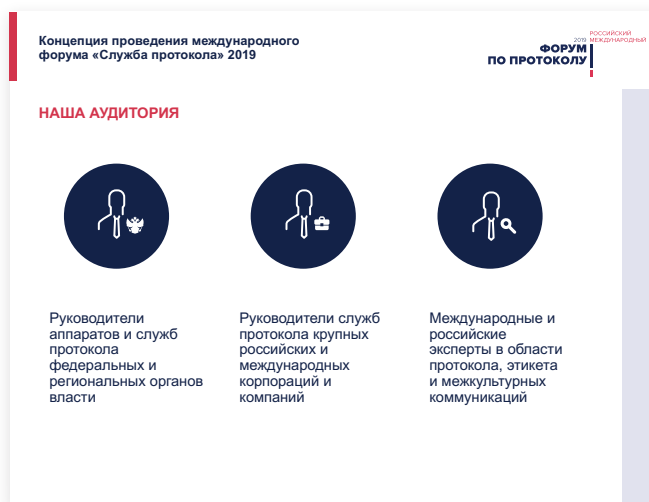 Концепция проведения международного
форума «Служба протокола» 2019
РОССИЙСКИЙ
2019 МЕЖДУНАРОДНЫЙ
ФОРУМ
ПО ПРОТОКОЛУ
НАША АУДИТОРИЯ
Руководители
аппаратов и служб
протокола
федеральных и
региональных органов
власти
Руководители служб
протокола крупных
российских и
международных
корпораций и
компаний
Международные и
российские
эксперты в области
протокола, этикета
и межкультурных
коммуникаций